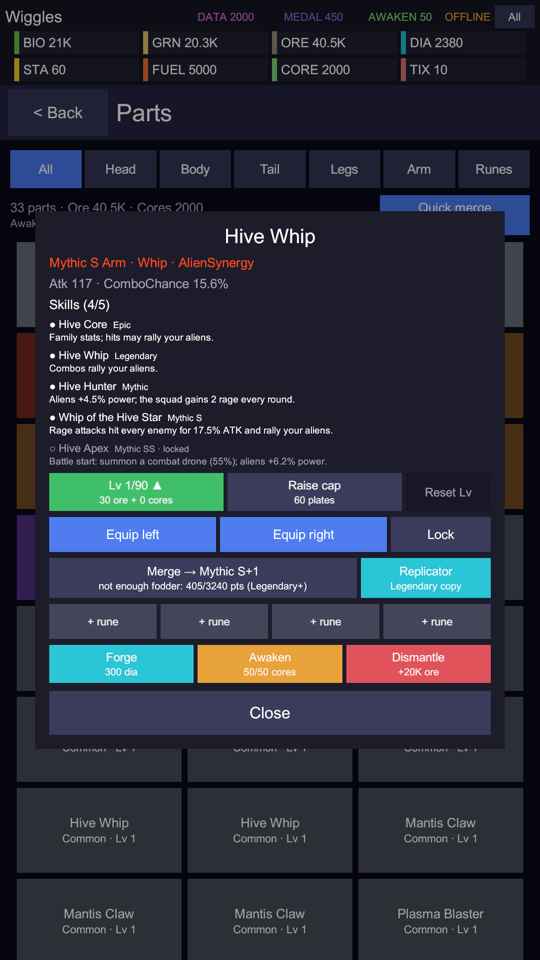 Wiggles
DATA 2000
MEDAL 450
AWAKEN 50
OFFLINE
All
BIO 21K
GRN 20.3K
ORE 40.5K
DIA 2380
STA 60
FUEL 5000
CORE 2000
TIX 10
< Back
Parts
All
Head
Body
Tail
Legs
Arm
Runes
33 parts · Ore 40.5K · Cores 2000
Quick merge
Hive Whip
Mythic S Arm · Whip · AlienSynergy
Atk 117 · ComboChance 15.6%
Skills (4/5)
● Hive Core Epic
Family stats; hits may rally your aliens.
● Hive Whip Legendary
Combos rally your aliens.
● Hive Hunter Mythic
Aliens +4.5% power; the squad gains 2 rage every round.
● Whip of the Hive Star Mythic S
Rage attacks hit every enemy for 17.5% ATK and rally your aliens.
○ Hive Apex Mythic SS · locked
Battle start: summon a combat drone (55%); aliens +6.2% power.
Lv 1/90 ▲
30 ore + 0 cores
Raise cap
60 plates
Reset Lv
Equip left
Equip right
Lock
Merge → Mythic S+1
not enough fodder: 405/3240 pts (Legendary+)
Replicator
Legendary copy
+ rune
+ rune
+ rune
+ rune
Forge
300 dia
Awaken
50/50 cores
Dismantle
+20K ore
Close
Common · Lv 1
Common · Lv 1
Common · Lv 1
Hive Whip
Common · Lv 1
Hive Whip
Common · Lv 1
Mantis Claw
Common · Lv 1
Mantis Claw
Common · Lv 1
Mantis Claw
Common · Lv 1
Plasma Blaster
Common · Lv 1